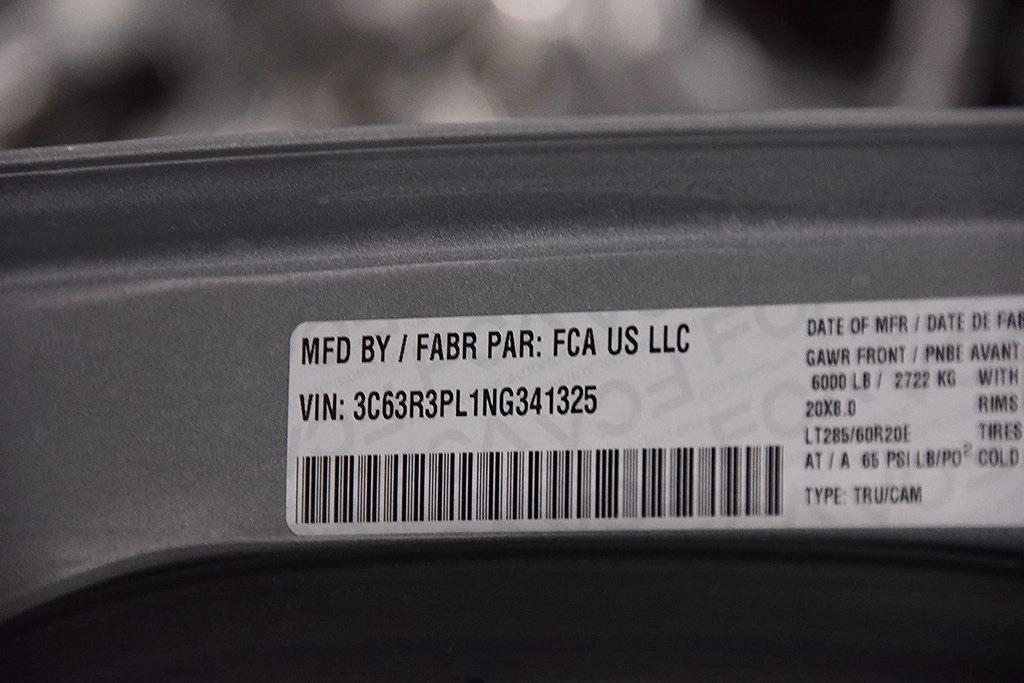 MFD BY / FABR PAR: FCA US LLC
VIN: 3C63R3PL1NG341325
DATE OF MFR / DATE DE FAB
GAWR FRONT / PNBE AVANT
6000 LB / 2722 KG WITH
20X8.0 RIMS
LT285/60R20E TIRES
AT / A 65 PSI LB/PO² COLD
TYPE: TRU/CAM